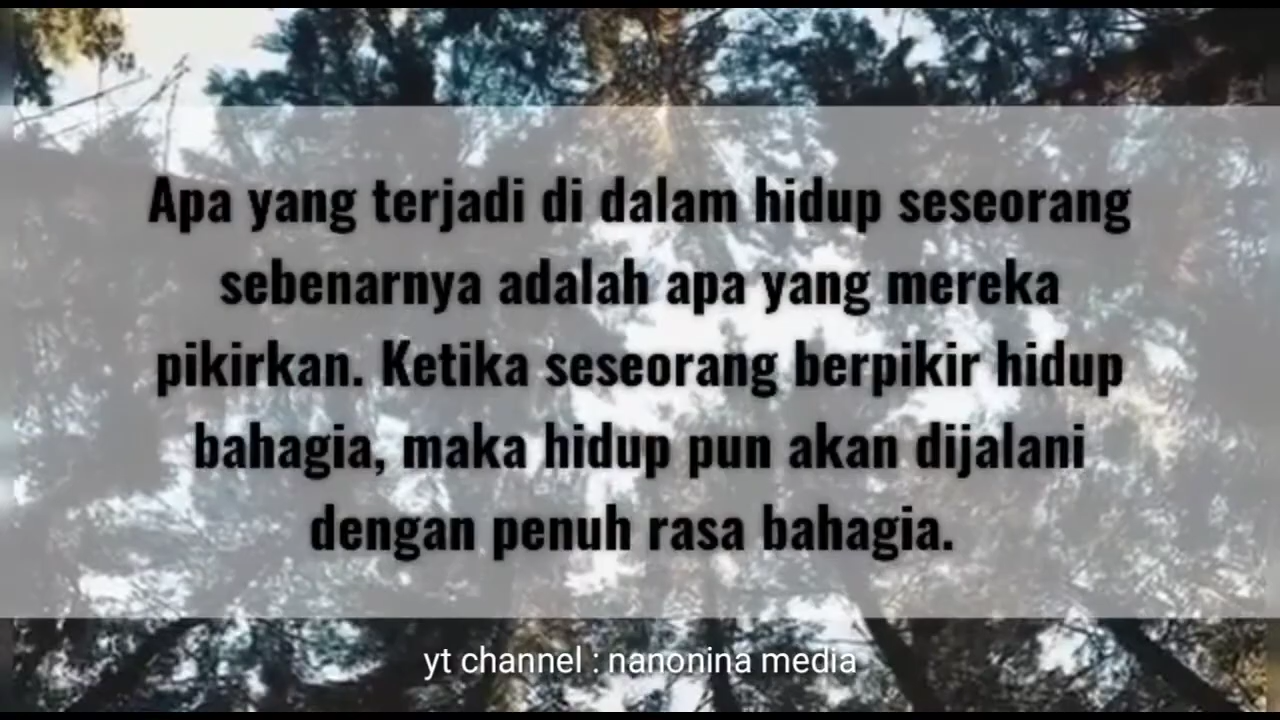 Apa yang terjadi di dalam hidup seseorang
sebenarnya adalah apa yang mereka
pikirkan. Ketika seseorang berpikir hidup
bahagia, maka hidup pun akan dijalani
dengan penuh rasa bahagia.
yt channel : nanonina media